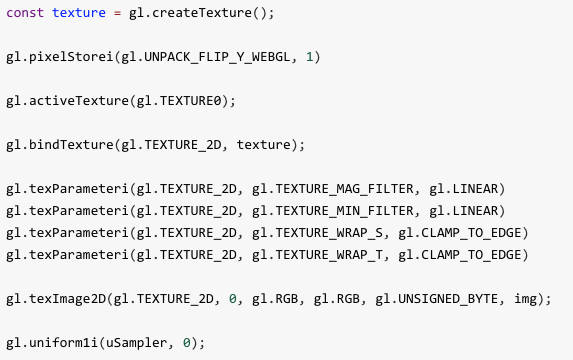 const texture = gl.createTexture();
gl.pixelStorei(gl.UNPACK_FLIP_Y_WEBGL, 1)
gl.activeTexture(gl.TEXTURE0);
gl.bindTexture(gl.TEXTURE_2D, texture);
gl.texParameteri(gl.TEXTURE_2D, gl.TEXTURE_MAG_FILTER, gl.LINEAR)
gl.texParameteri(gl.TEXTURE_2D, gl.TEXTURE_MIN_FILTER, gl.LINEAR)
gl.texParameteri(gl.TEXTURE_2D, gl.TEXTURE_WRAP_S, gl.CLAMP_TO_EDGE)
gl.texParameteri(gl.TEXTURE_2D, gl.TEXTURE_WRAP_T, gl.CLAMP_TO_EDGE)
gl.texImage2D(gl.TEXTURE_2D, 0, gl.RGB, gl.RGB, gl.UNSIGNED_BYTE, img);
gl.uniform1i(uSampler, 0);